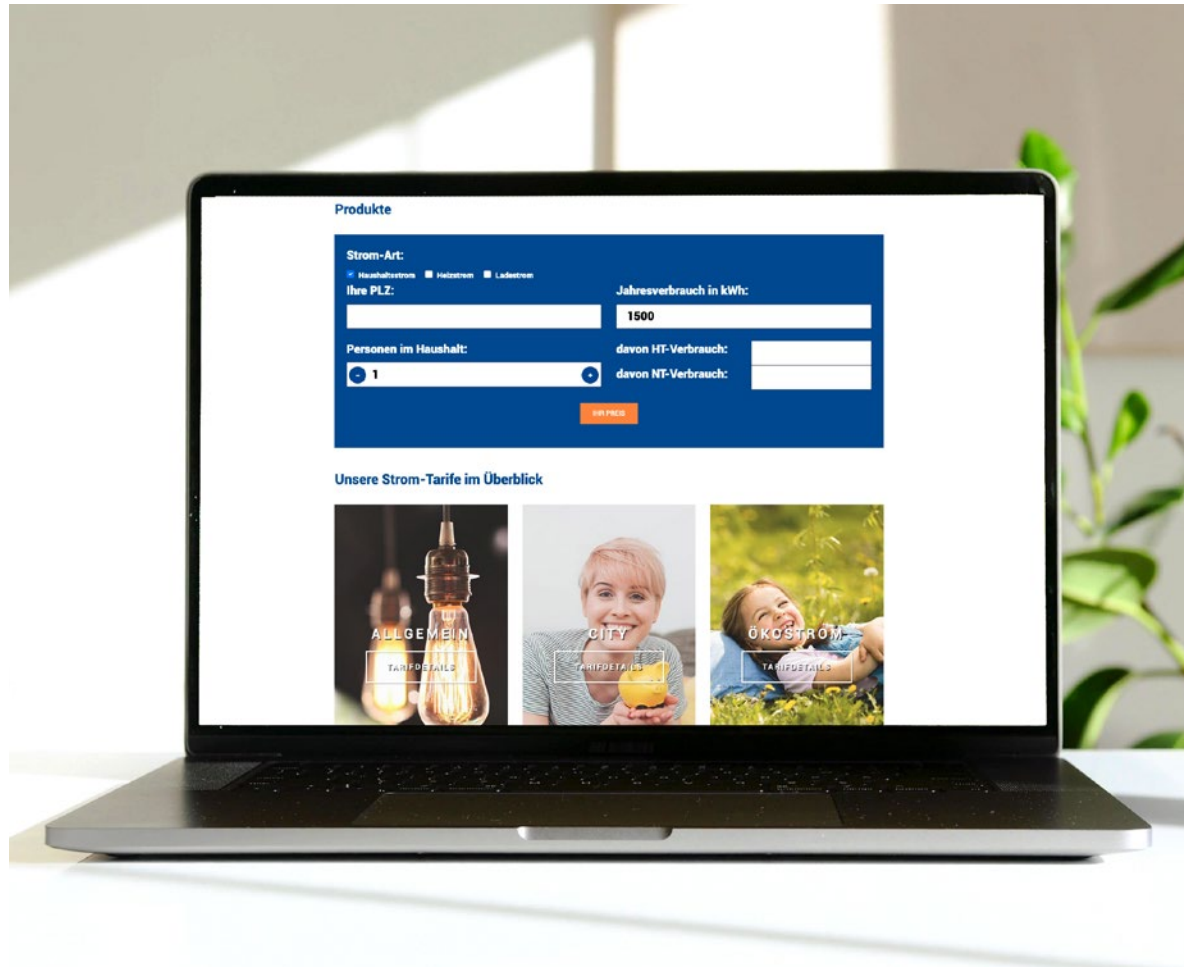 Produkte
Strom-Art:
Haushaltsstrom Heizstrom Ladestrom
Ihre PLZ:
Jahresverbrauch in kWh:
1500
Personen im Haushalt:
- 1 +
davon HT-Verbrauch:
davon NT-Verbrauch:
IHR PREIS
Unsere Strom-Tarife im Überblick
ALLGEMEIN
TARIFDETAILS
CITY
TARIFDETAILS
ÖKOSTROM
TARIFDETAILS